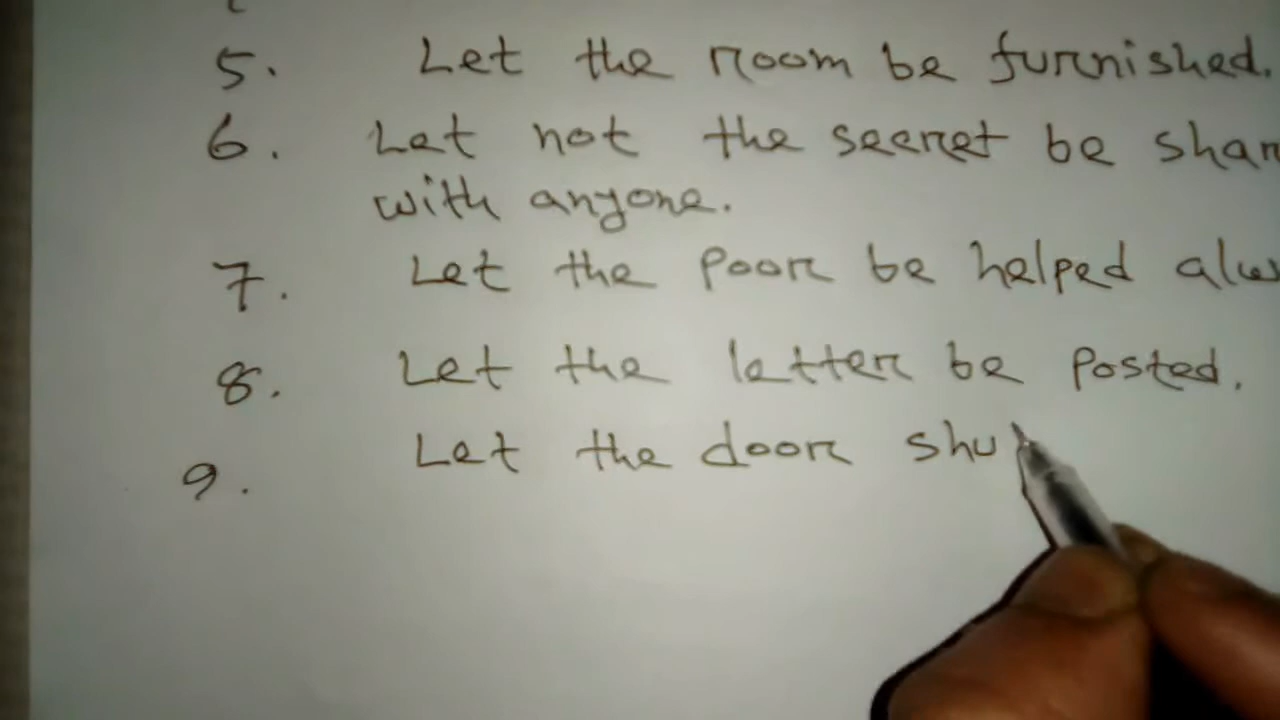 5. Let the room be furnished.
6. Let not the secret be shar
with anyone.
7. Let the poor be helped alw
8. Let the letter be posted.
9. Let the door shu